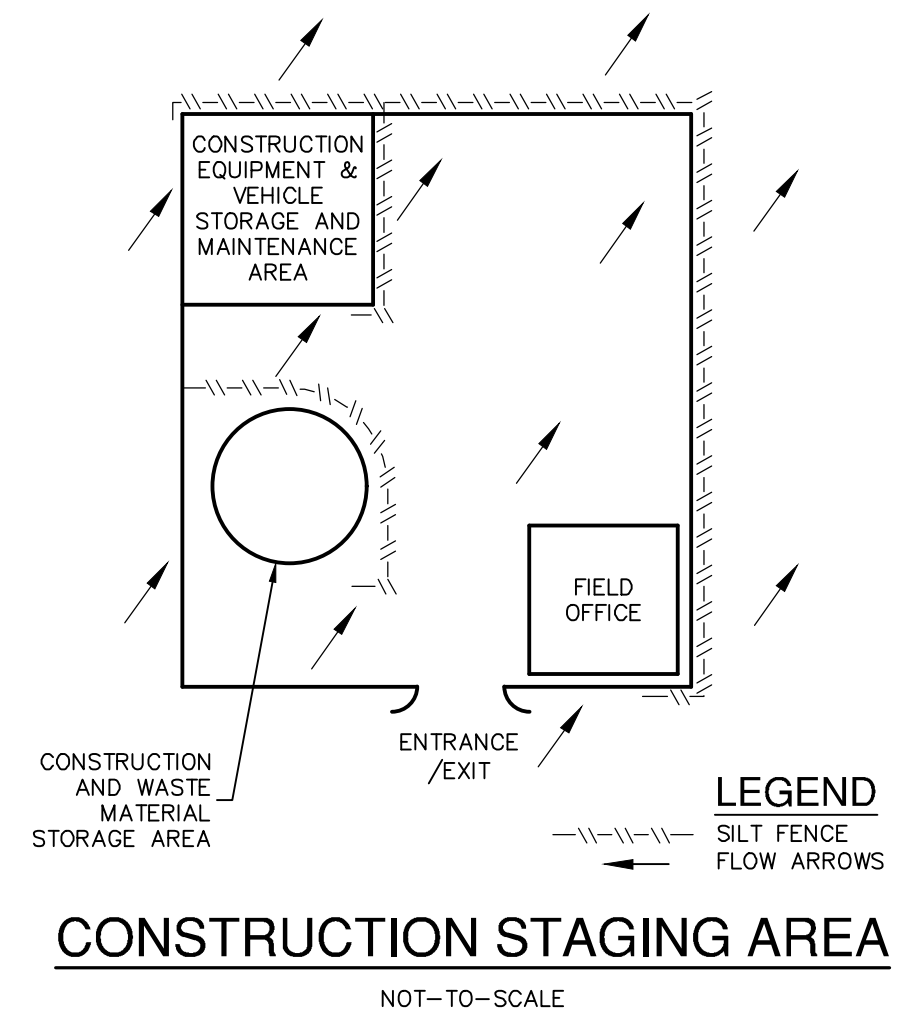 CONSTRUCTION
EQUIPMENT &
VEHICLE
STORAGE AND
MAINTENANCE
AREA
FIELD
OFFICE
ENTRANCE
/EXIT
CONSTRUCTION
AND WASTE
MATERIAL
STORAGE AREA
LEGEND
SILT FENCE
FLOW ARROWS
CONSTRUCTION STAGING AREA
NOT-TO-SCALE